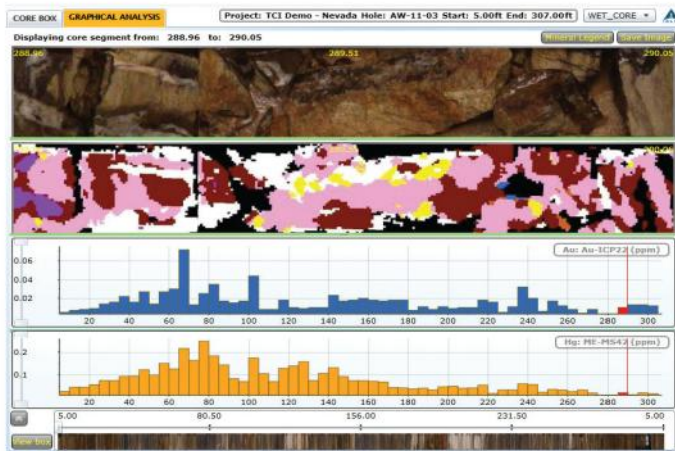 CORE BOX GRAPHICAL ANALYSIS Project: TCI Demo - Nevada Hole: AW-11-03 Start: 5.00ft End: 307.00ft WET_CORE
Displaying core segment from: 288.96 to: 290.05 Mineral Legend Save Image
288.96 289.51 290.05
Au: Au-ICP22 (ppm)
0.06
0.04
0.02
20 40 60 80 100 120 140 160 180 200 220 240 260 280 300
Hg: ME-MS42 (ppm)
0.2
0.1
20 40 60 80 100 120 140 160 180 200 220 240 260 280 300
5.00 80.50 156.00 231.50 5.00
View box